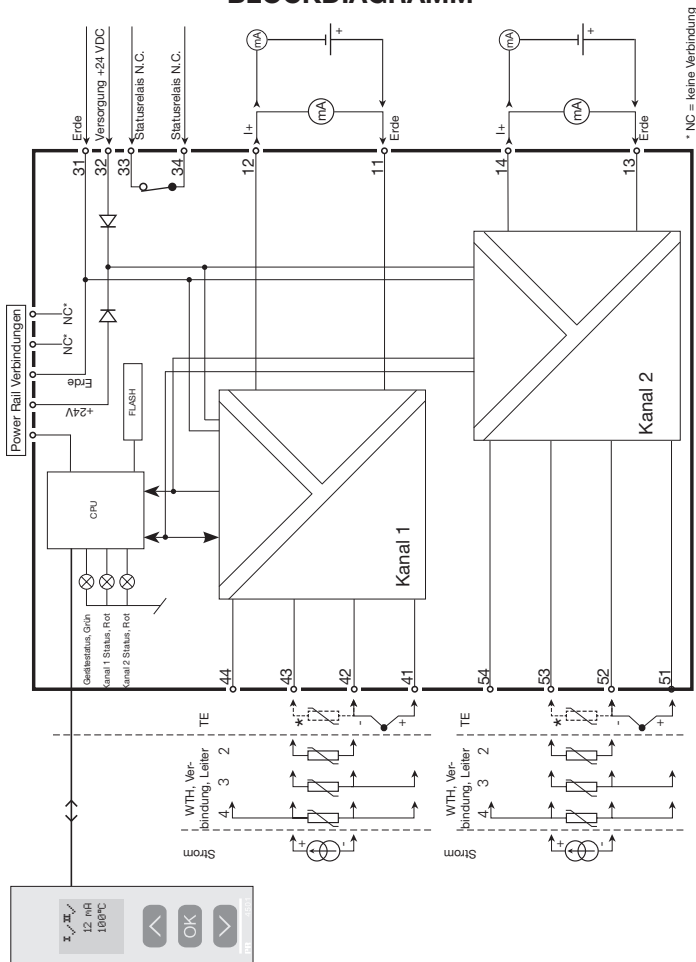 BLOCKDIAGRAMM
Power Rail Verbindungen
+24V
Erde
NC*
NC*
31 Erde
32 Versorgung +24 VDC
33 Statusrelais N.C.
34 Statusrelais N.C.
mA
+
mA
I+
12
11
Erde
mA
+
mA
I+
14
13
Erde
* NC = keine Verbindung
CPU
FLASH
Gerätestatus, Grün
Kanal 1 Status, Rot
Kanal 2 Status, Rot
Kanal 1
Kanal 2
44
43
42
41
54
53
52
51
TE
*
-
+
WTH, Ver-
bindung, Leiter
2
3
4
Strom
+
-
TE
*
-
+
WTH, Ver-
bindung, Leiter
2
3
4
Strom
+
-
I II
12 mA
100°C
OK